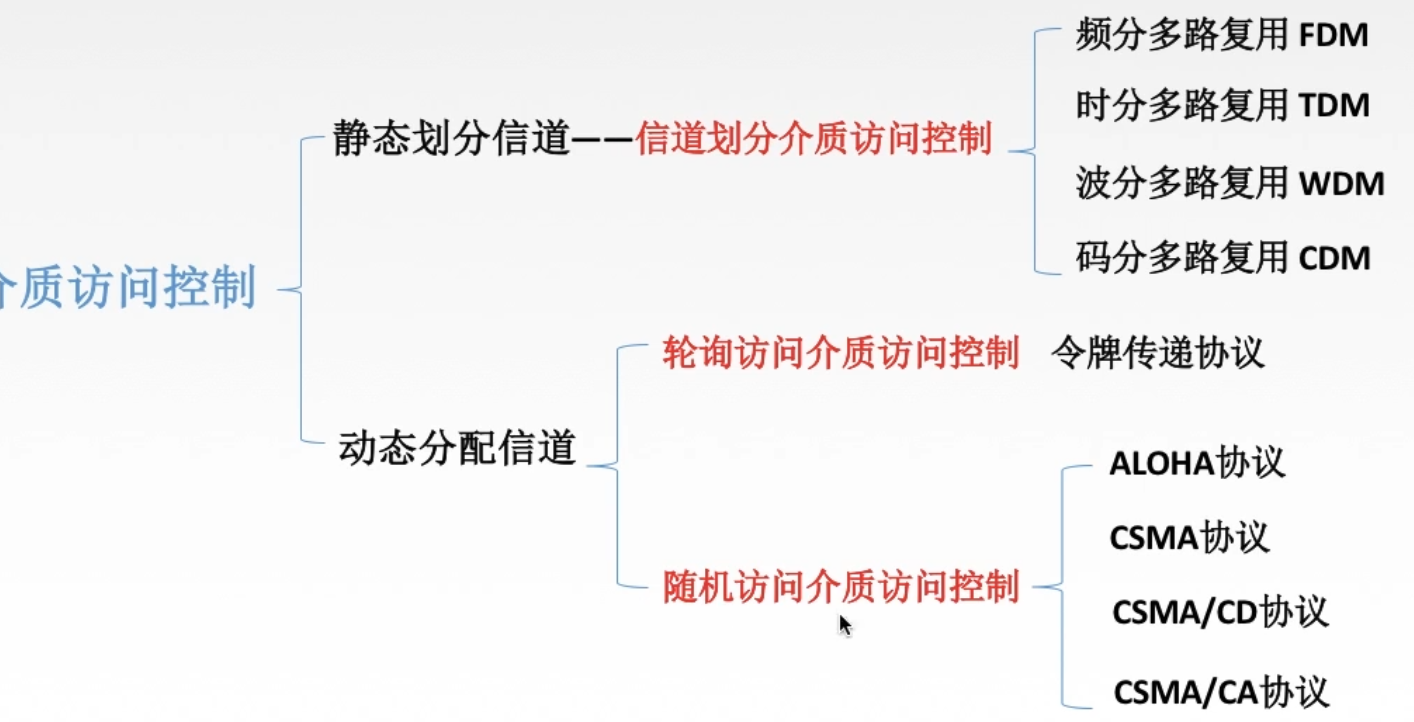 频分多路复用 FDM
时分多路复用 TDM
静态划分信道——信道划分介质访问控制
波分多路复用 WDM
码分多路复用 CDM
介质访问控制
轮询访问介质访问控制 令牌传递协议
动态分配信道
ALOHA协议
CSMA协议
随机访问介质访问控制
CSMA/CD协议
CSMA/CA协议